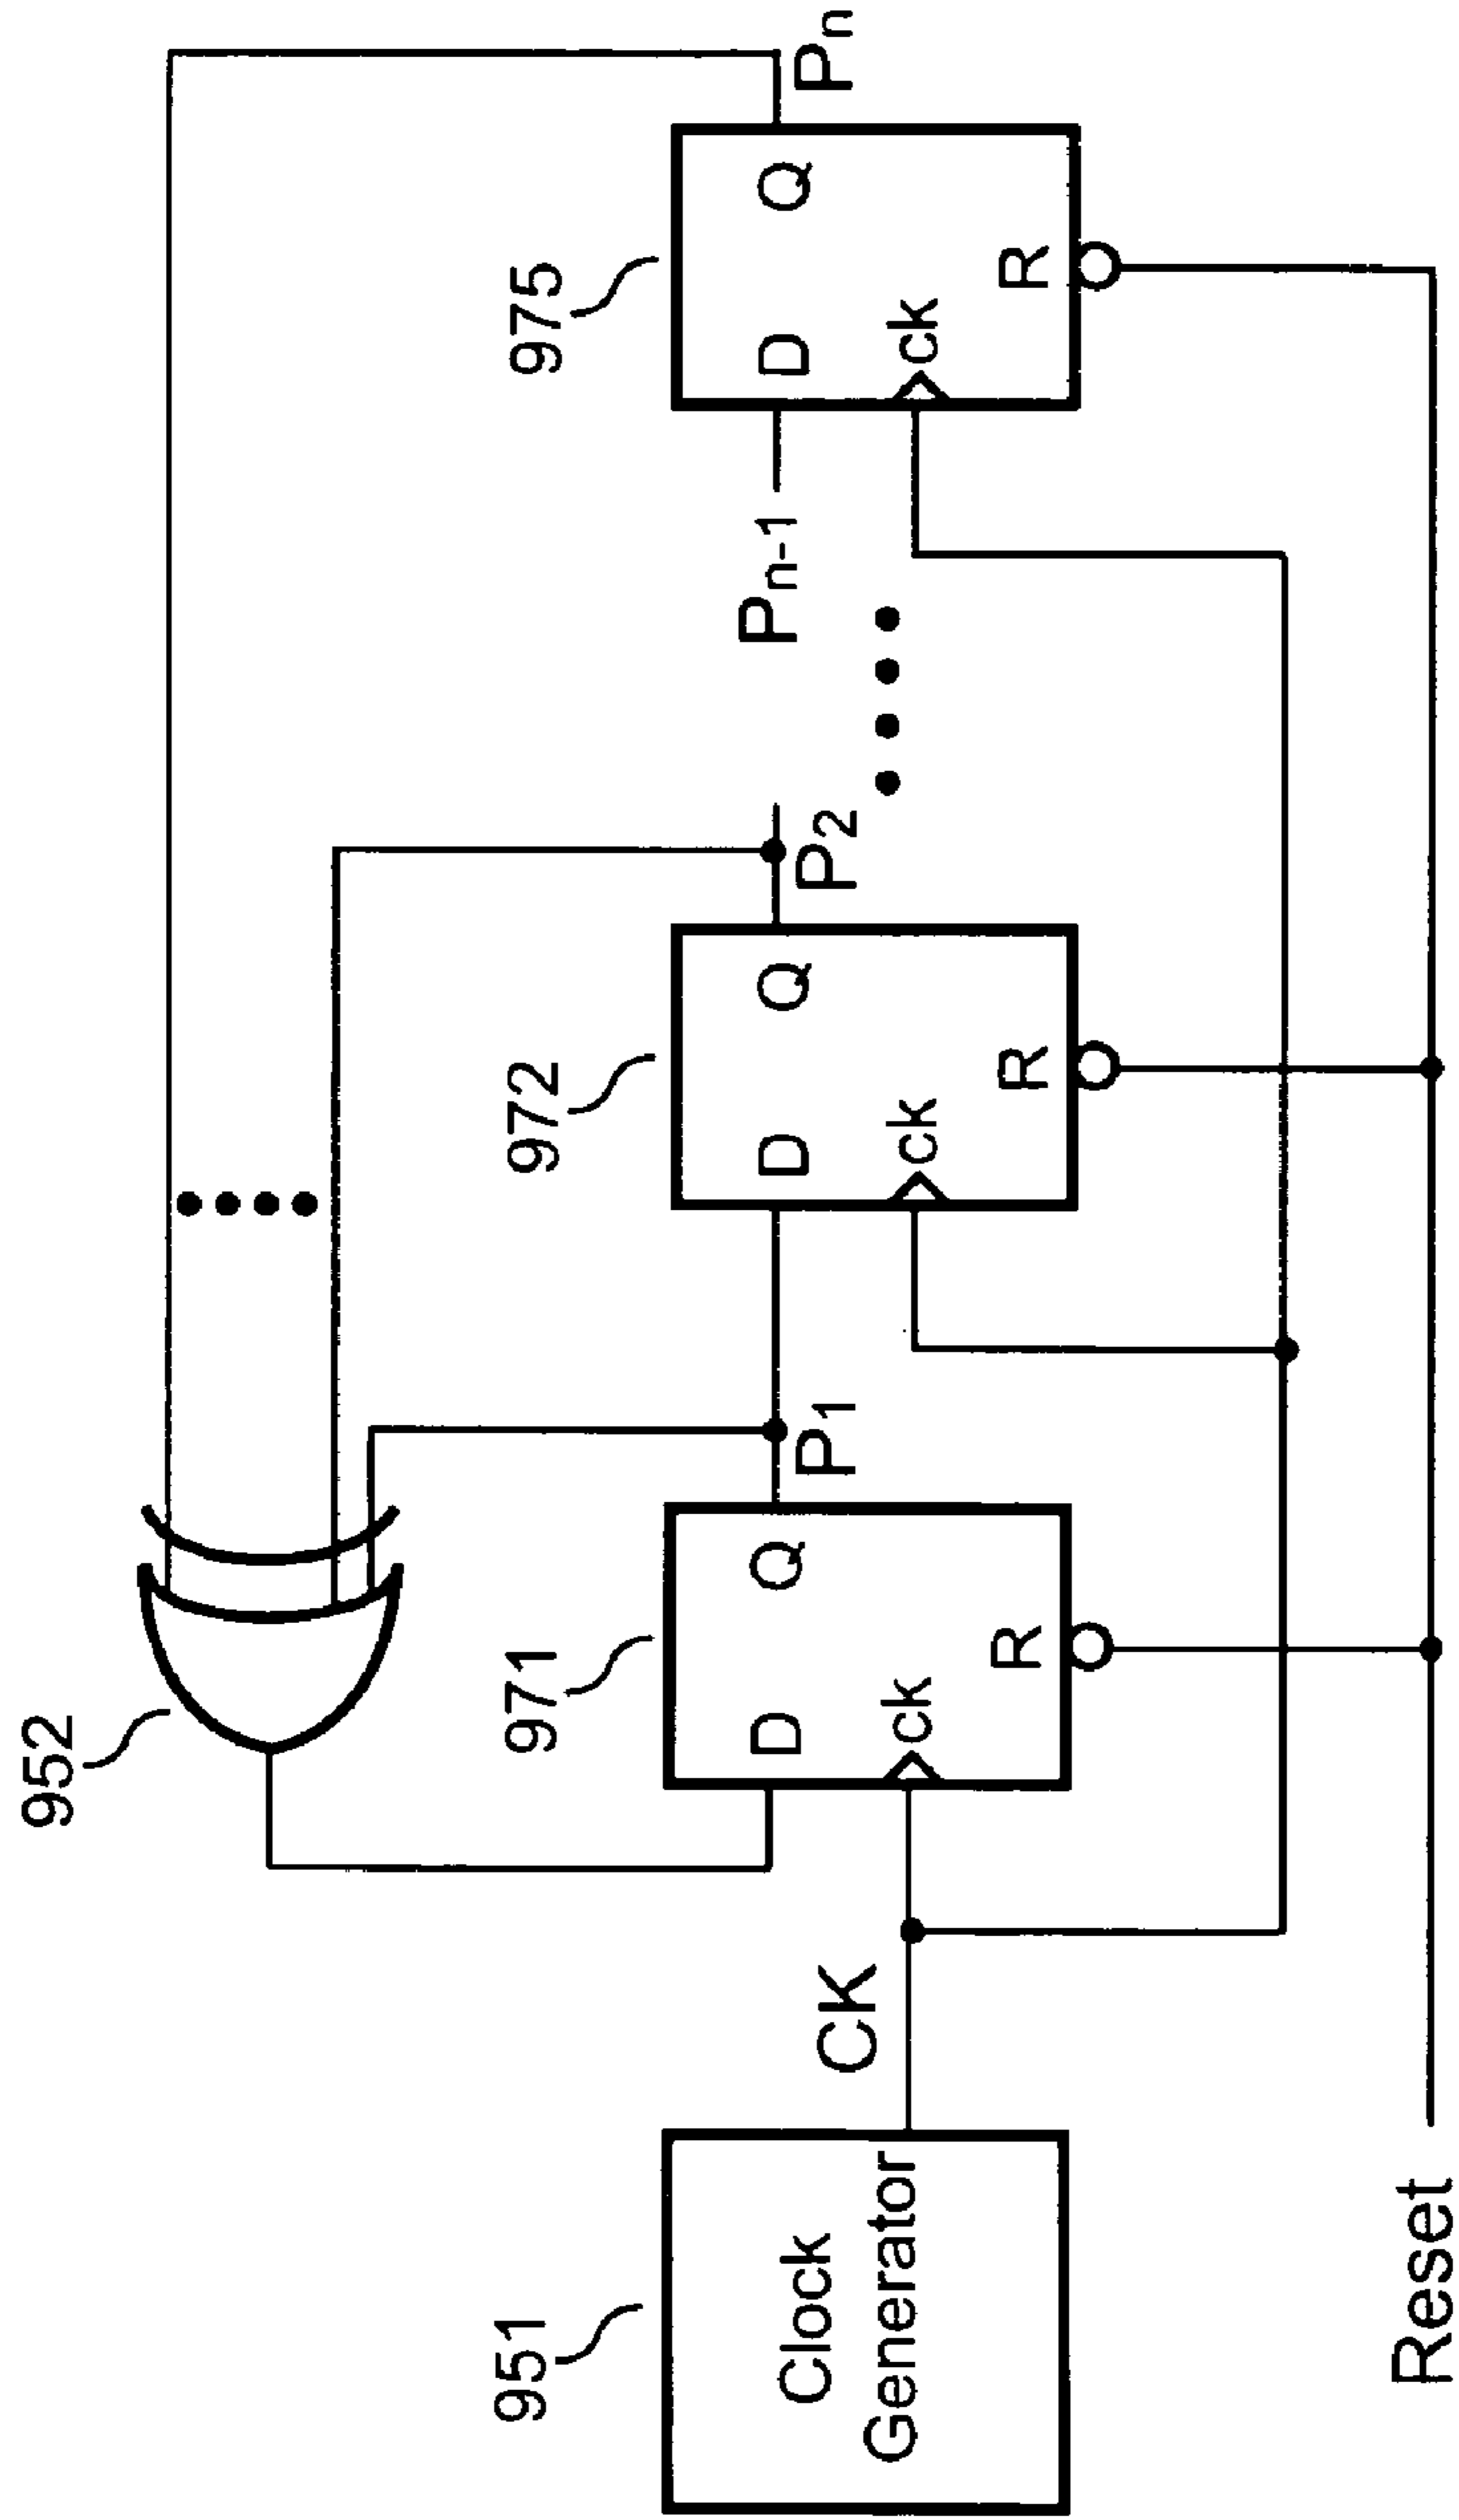 952
971
972
975
951
Clock
Generator
CK
D
Q
ck
R
P1
D
Q
ck
R
P2
Pn-1
D
Q
ck
R
Pn
Reset